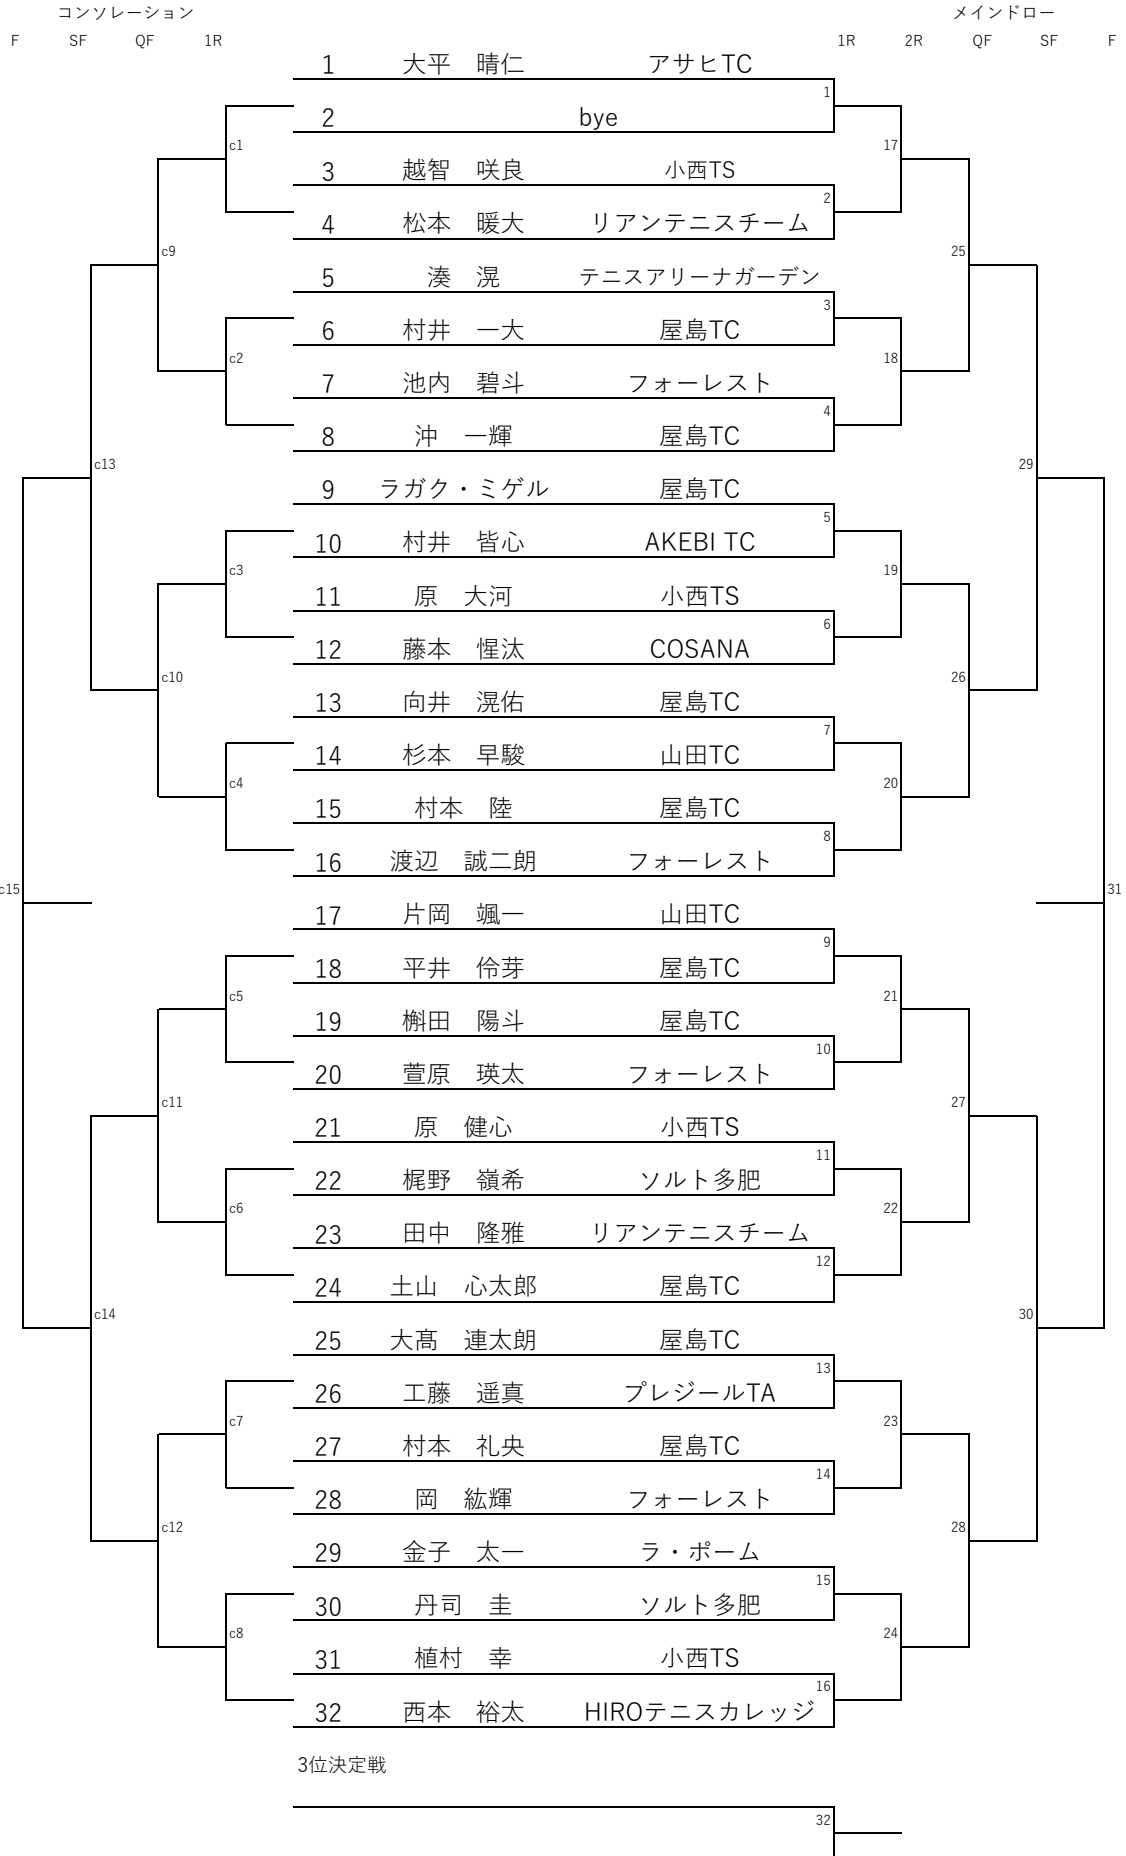 コンソレーション メインドロー
F SF QF 1R 1R 2R QF SF F
1 大平 晴仁 アサヒTC
1
2 bye
c1 17
3 越智 咲良 小西TS
2
4 松本 暖大 リアンテニスチーム
c9 25
5 湊 滉 テニスアリーナガーデン
3
6 村井 一大 屋島TC
c2 18
7 池内 碧斗 フォーレスト
4
8 沖 一輝 屋島TC
c13 29
9 ラガク・ミゲル 屋島TC
5
10 村井 皆心 AKEBI TC
c3 19
11 原 大河 小西TS
6
12 藤本 惺汰 COSANA
c10 26
13 向井 滉佑 屋島TC
7
14 杉本 早駿 山田TC
c4 20
15 村本 陸 屋島TC
8
16 渡辺 誠二朗 フォーレスト
c15 31
17 片岡 颯一 山田TC
9
18 平井 伶芽 屋島TC
c5 21
19 槲田 陽斗 屋島TC
10
20 萱原 瑛太 フォーレスト
c11 27
21 原 健心 小西TS
11
22 梶野 嶺希 ソルト多肥
c6 22
23 田中 隆雅 リアンテニスチーム
12
24 土山 心太郎 屋島TC
c14 30
25 大髙 連太朗 屋島TC
13
26 工藤 遥真 プレジールTA
c7 23
27 村本 礼央 屋島TC
14
28 岡 紘輝 フォーレスト
c12 28
29 金子 太一 ラ・ポーム
15
30 丹司 圭 ソルト多肥
c8 24
31 植村 幸 小西TS
16
32 西本 裕太 HIROテニスカレッジ
3位決定戦
32